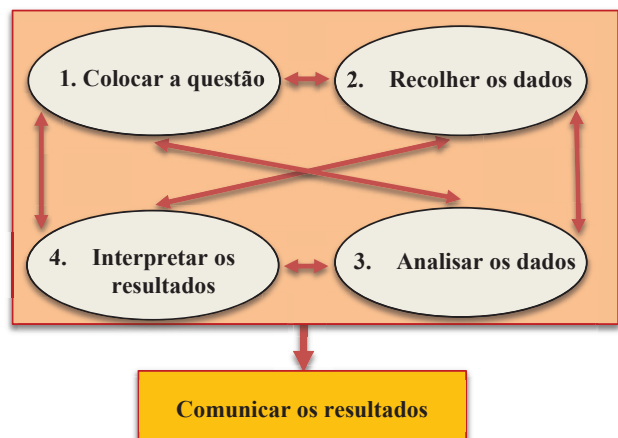 1. Colocar a questão
2. Recolher os dados
4. Interpretar os
resultados
3. Analisar os dados
Comunicar os resultados